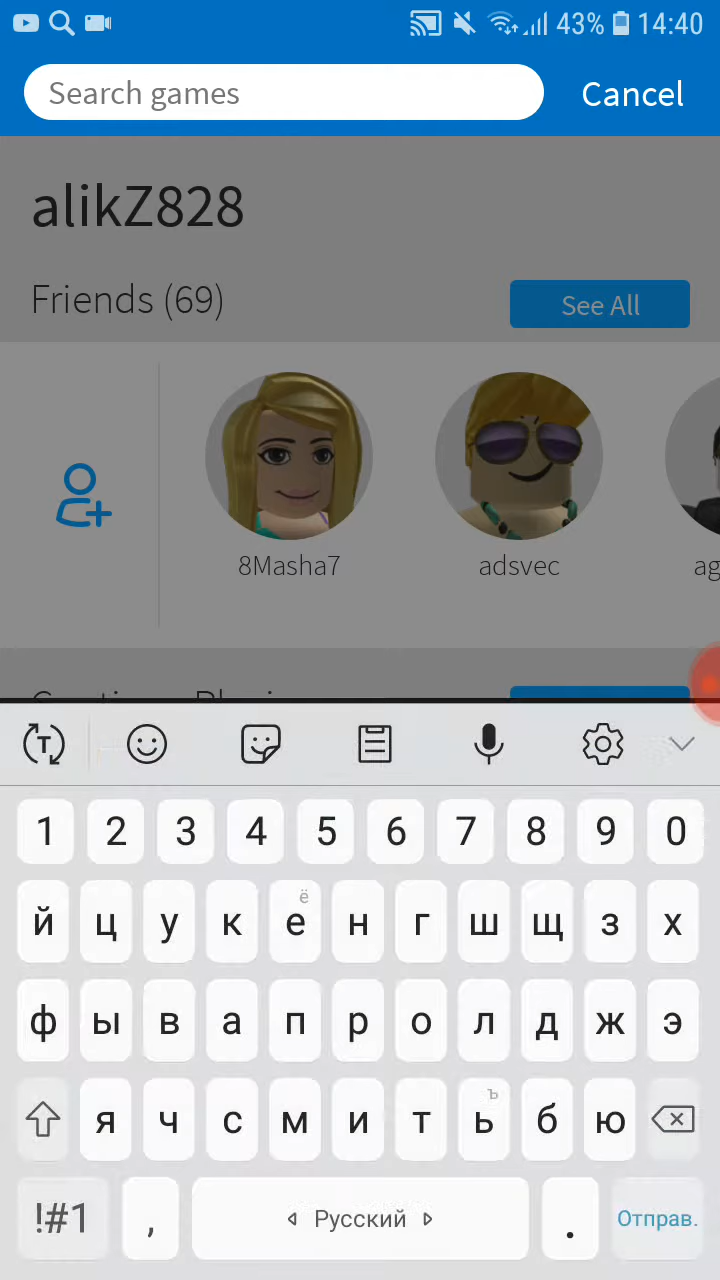 43% 14:40
Search games Cancel
alikZ828
Friends (69) See All
8Masha7 adsvec ag
T
1 2 3 4 5 6 7 8 9 0
ё
й ц у к е н г ш щ з х
ф ы в а п р о л д ж э
ъ
я ч с м и т ь б ю
!#1 , Русский . Отправ.